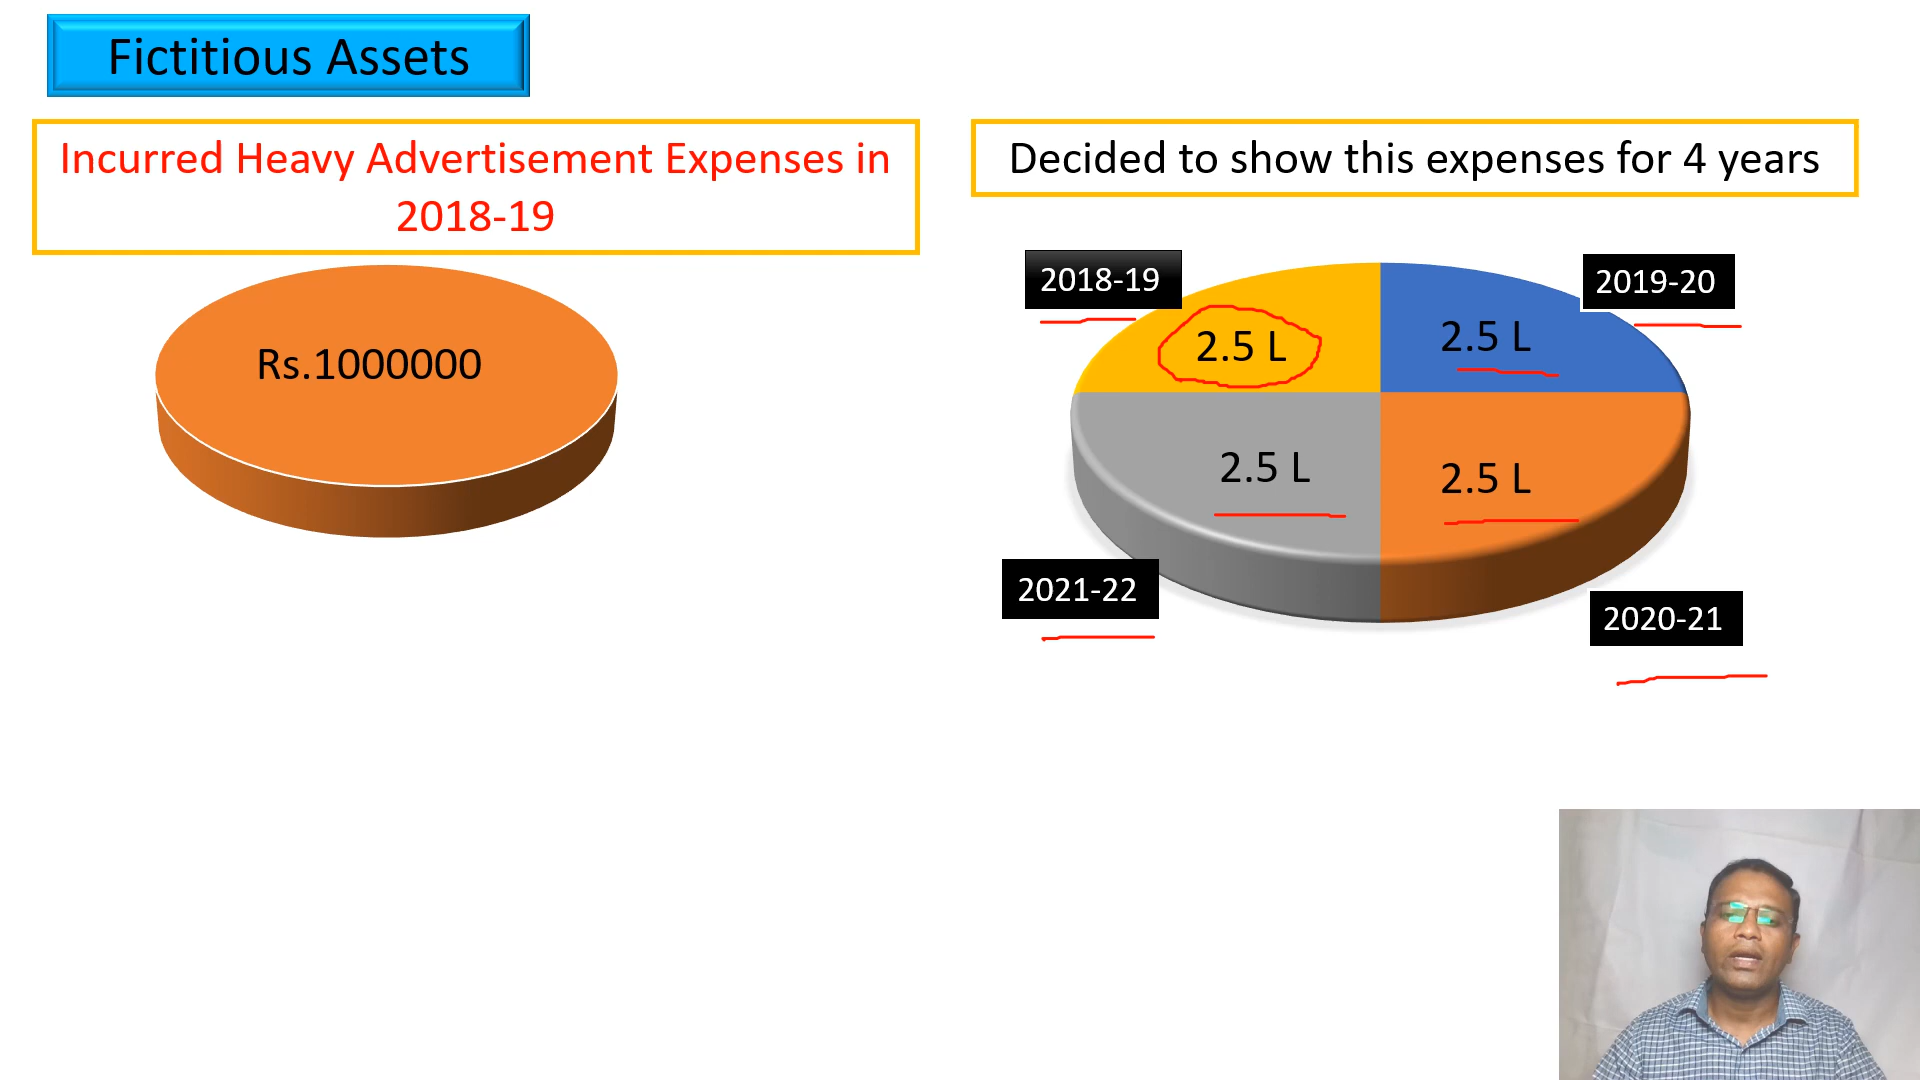 Fictitious Assets
Incurred Heavy Advertisement Expenses in
2018-19
Rs.1000000
Decided to show this expenses for 4 years
2018-19
2019-20
2.5 L
2.5 L
2.5 L
2.5 L
2021-22
2020-21